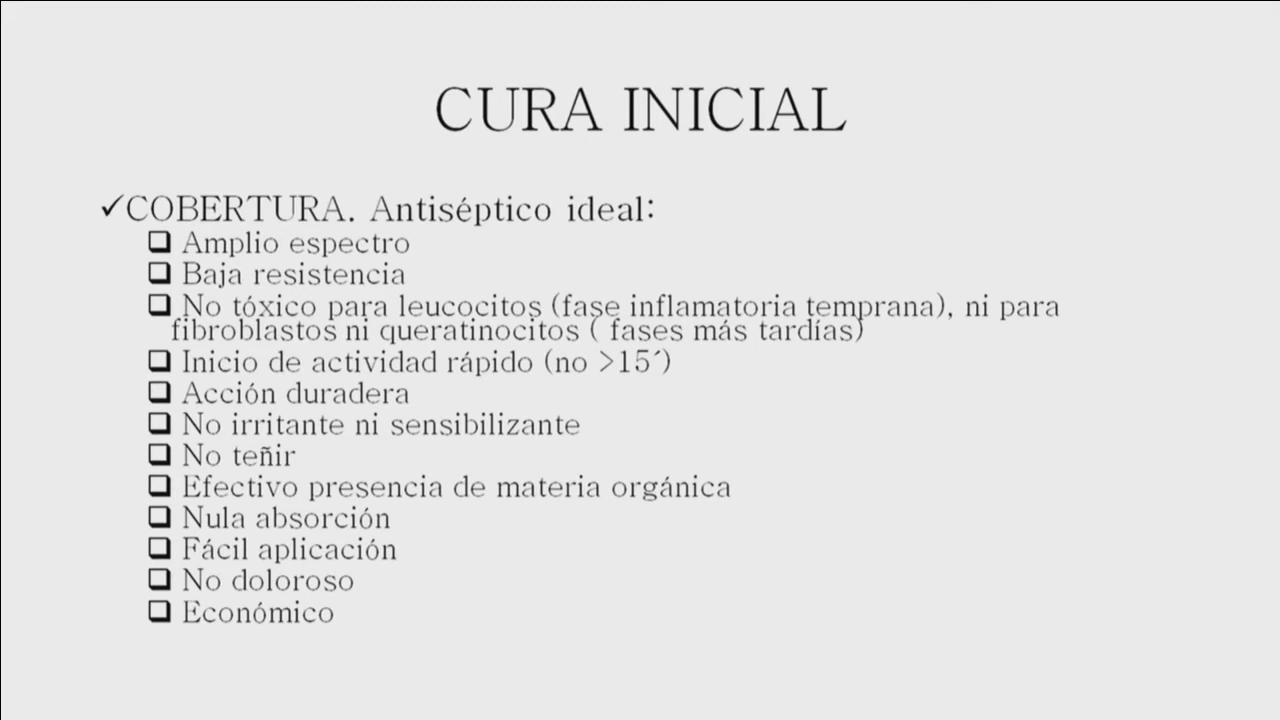 CURA INICIAL
✓COBERTURA. Antiséptico ideal:
❑ Amplio espectro
❑ Baja resistencia
❑ No tóxico para leucocitos (fase inflamatoria temprana), ni para
fibroblastos ni queratinocitos ( fases más tardías)
❑ Inicio de actividad rápido (no >15´)
❑ Acción duradera
❑ No irritante ni sensibilizante
❑ No teñir
❑ Efectivo presencia de materia orgánica
❑ Nula absorción
❑ Fácil aplicación
❑ No doloroso
❑ Económico